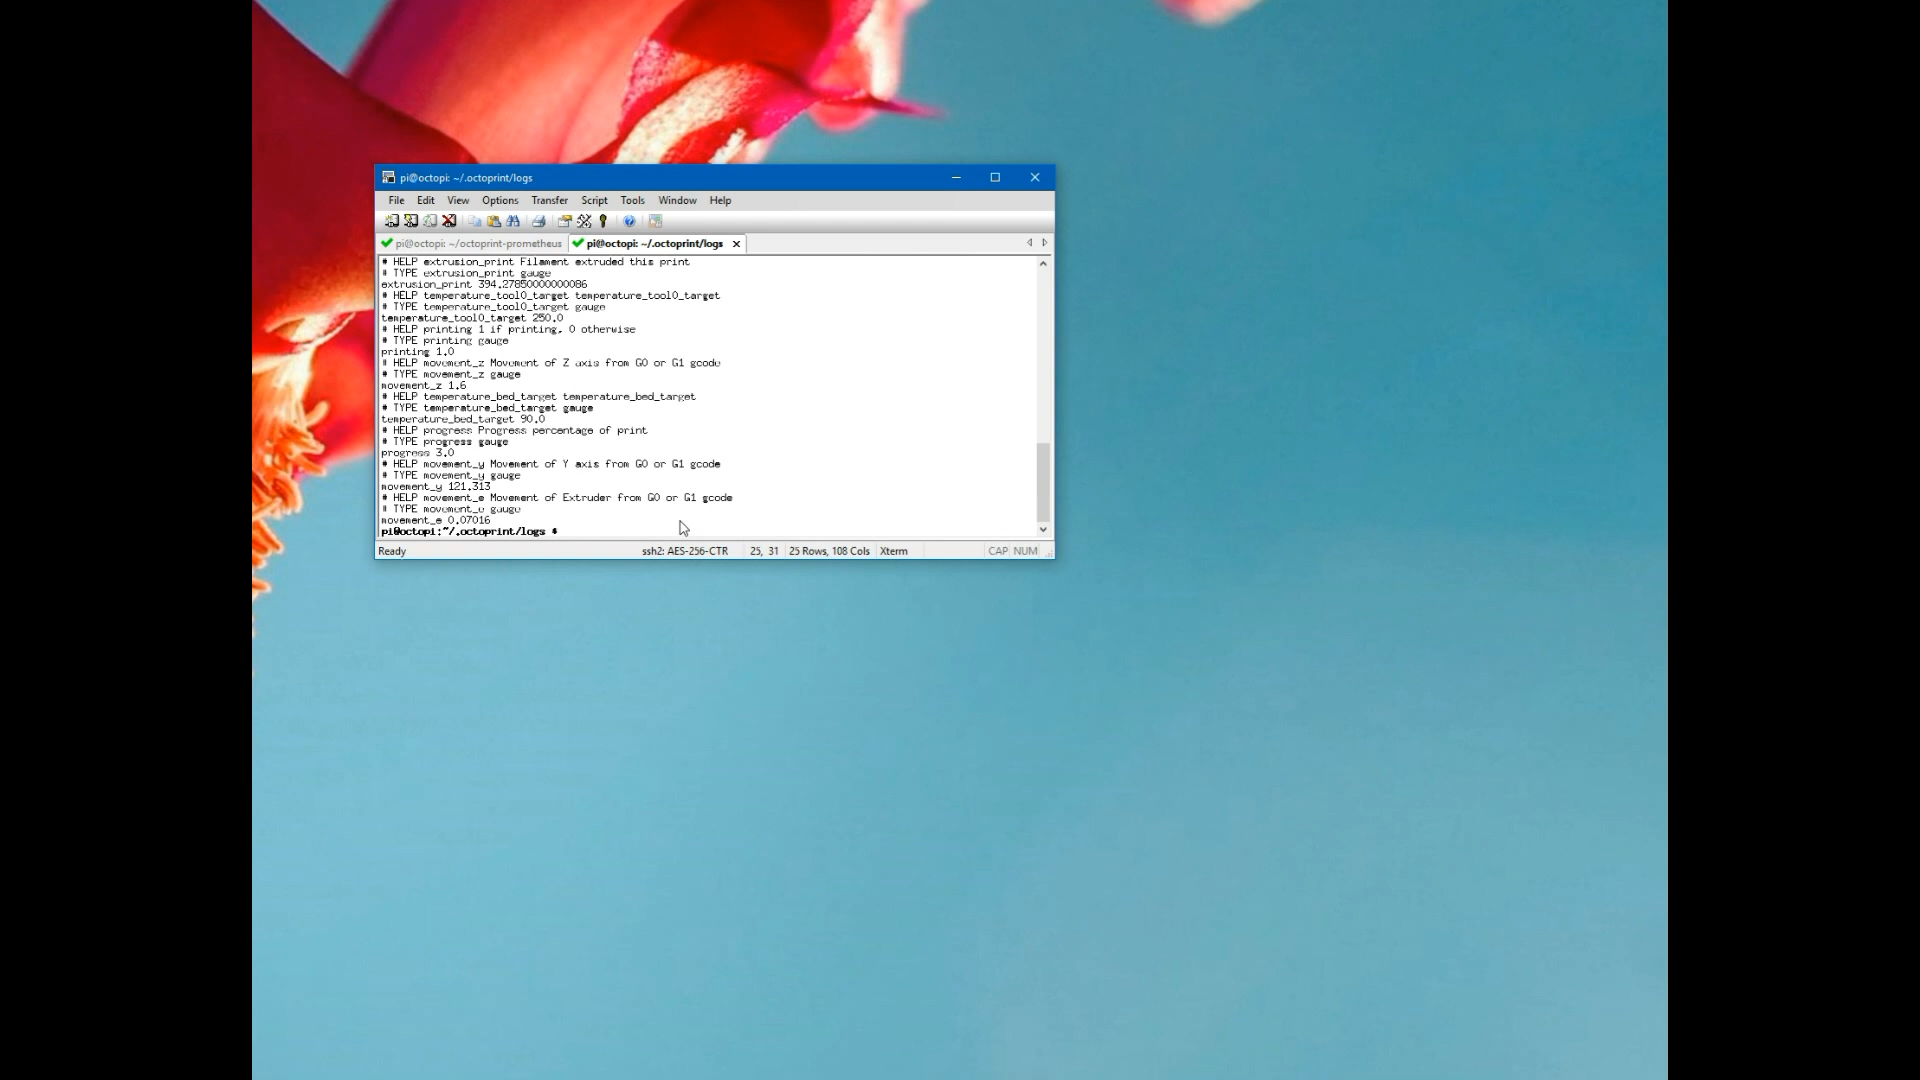 pi@octopi: ~/.octoprint/logs
File Edit View Options Transfer Script Tools Window Help
pi@octopi: ~/octoprint-prometheus pi@octopi: ~/.octoprint/logs
# HELP extrusion_print Filament extruded this print
# TYPE extrusion_print gauge
extrusion_print 394.27850000000086
# HELP temperature_tool0_target temperature_tool0_target
# TYPE temperature_tool0_target gauge
temperature_tool0_target 250.0
# HELP printing 1 if printing, 0 otherwise
# TYPE printing gauge
printing 1.0
# HELP movement_z Movement of Z axis from G0 or G1 gcode
# TYPE movement_z gauge
movement_z 1.6
# HELP temperature_bed_target temperature_bed_target
# TYPE temperature_bed_target gauge
temperature_bed_target 90.0
# HELP progress Progress percentage of print
# TYPE progress gauge
progress 3.0
# HELP movement_y Movement of Y axis from G0 or G1 gcode
# TYPE movement_y gauge
movement_y 121.313
# HELP movement_e Movement of Extruder from G0 or G1 gcode
# TYPE movement_e gauge
movement_e 0.07016
pi@octopi:~/.octoprint/logs $
Ready ssh2: AES-256-CTR 25, 31 25 Rows, 108 Cols Xterm CAP NUM